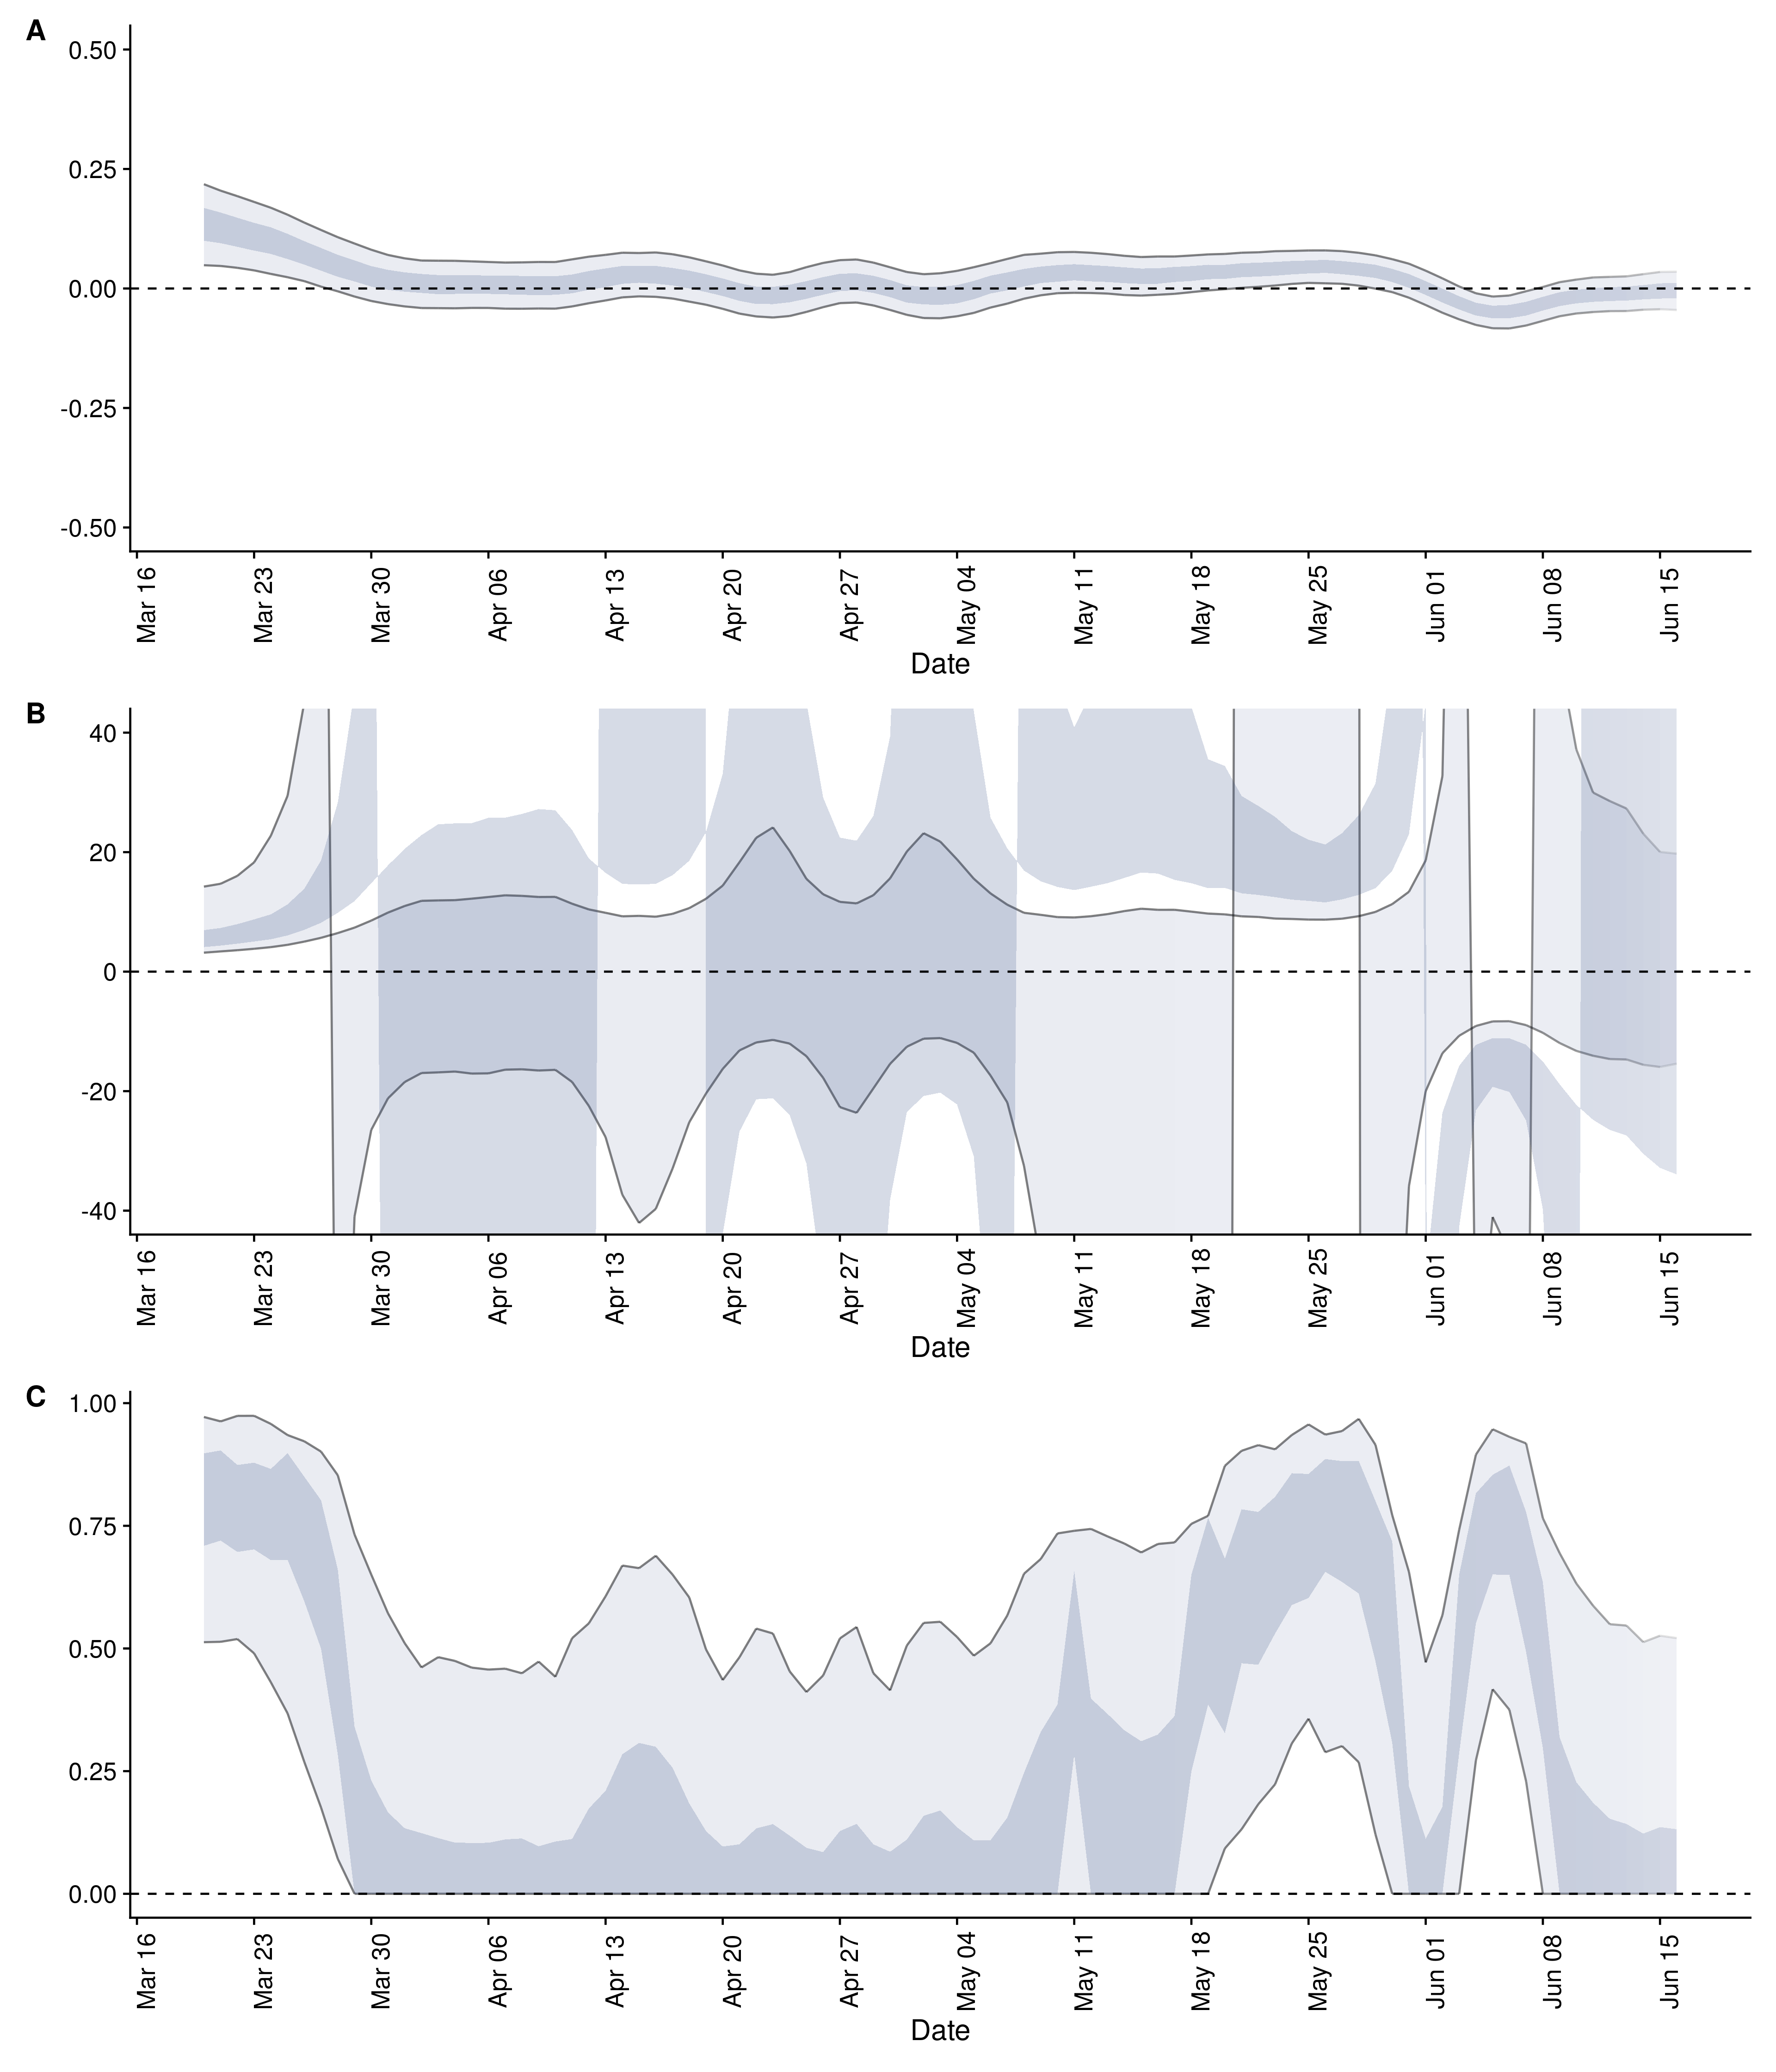 A
0.50
0.25
0.00
-0.25
-0.50
Mar 16
Mar 23
Mar 30
Apr 06
Apr 13
Apr 20
Apr 27
May 04
May 11
May 18
May 25
Jun 01
Jun 08
Jun 15
Date
B
40
20
0
-20
-40
Mar 16
Mar 23
Mar 30
Apr 06
Apr 13
Apr 20
Apr 27
May 04
May 11
May 18
May 25
Jun 01
Jun 08
Jun 15
Date
C
1.00
0.75
0.50
0.25
0.00
Mar 16
Mar 23
Mar 30
Apr 06
Apr 13
Apr 20
Apr 27
May 04
May 11
May 18
May 25
Jun 01
Jun 08
Jun 15
Date